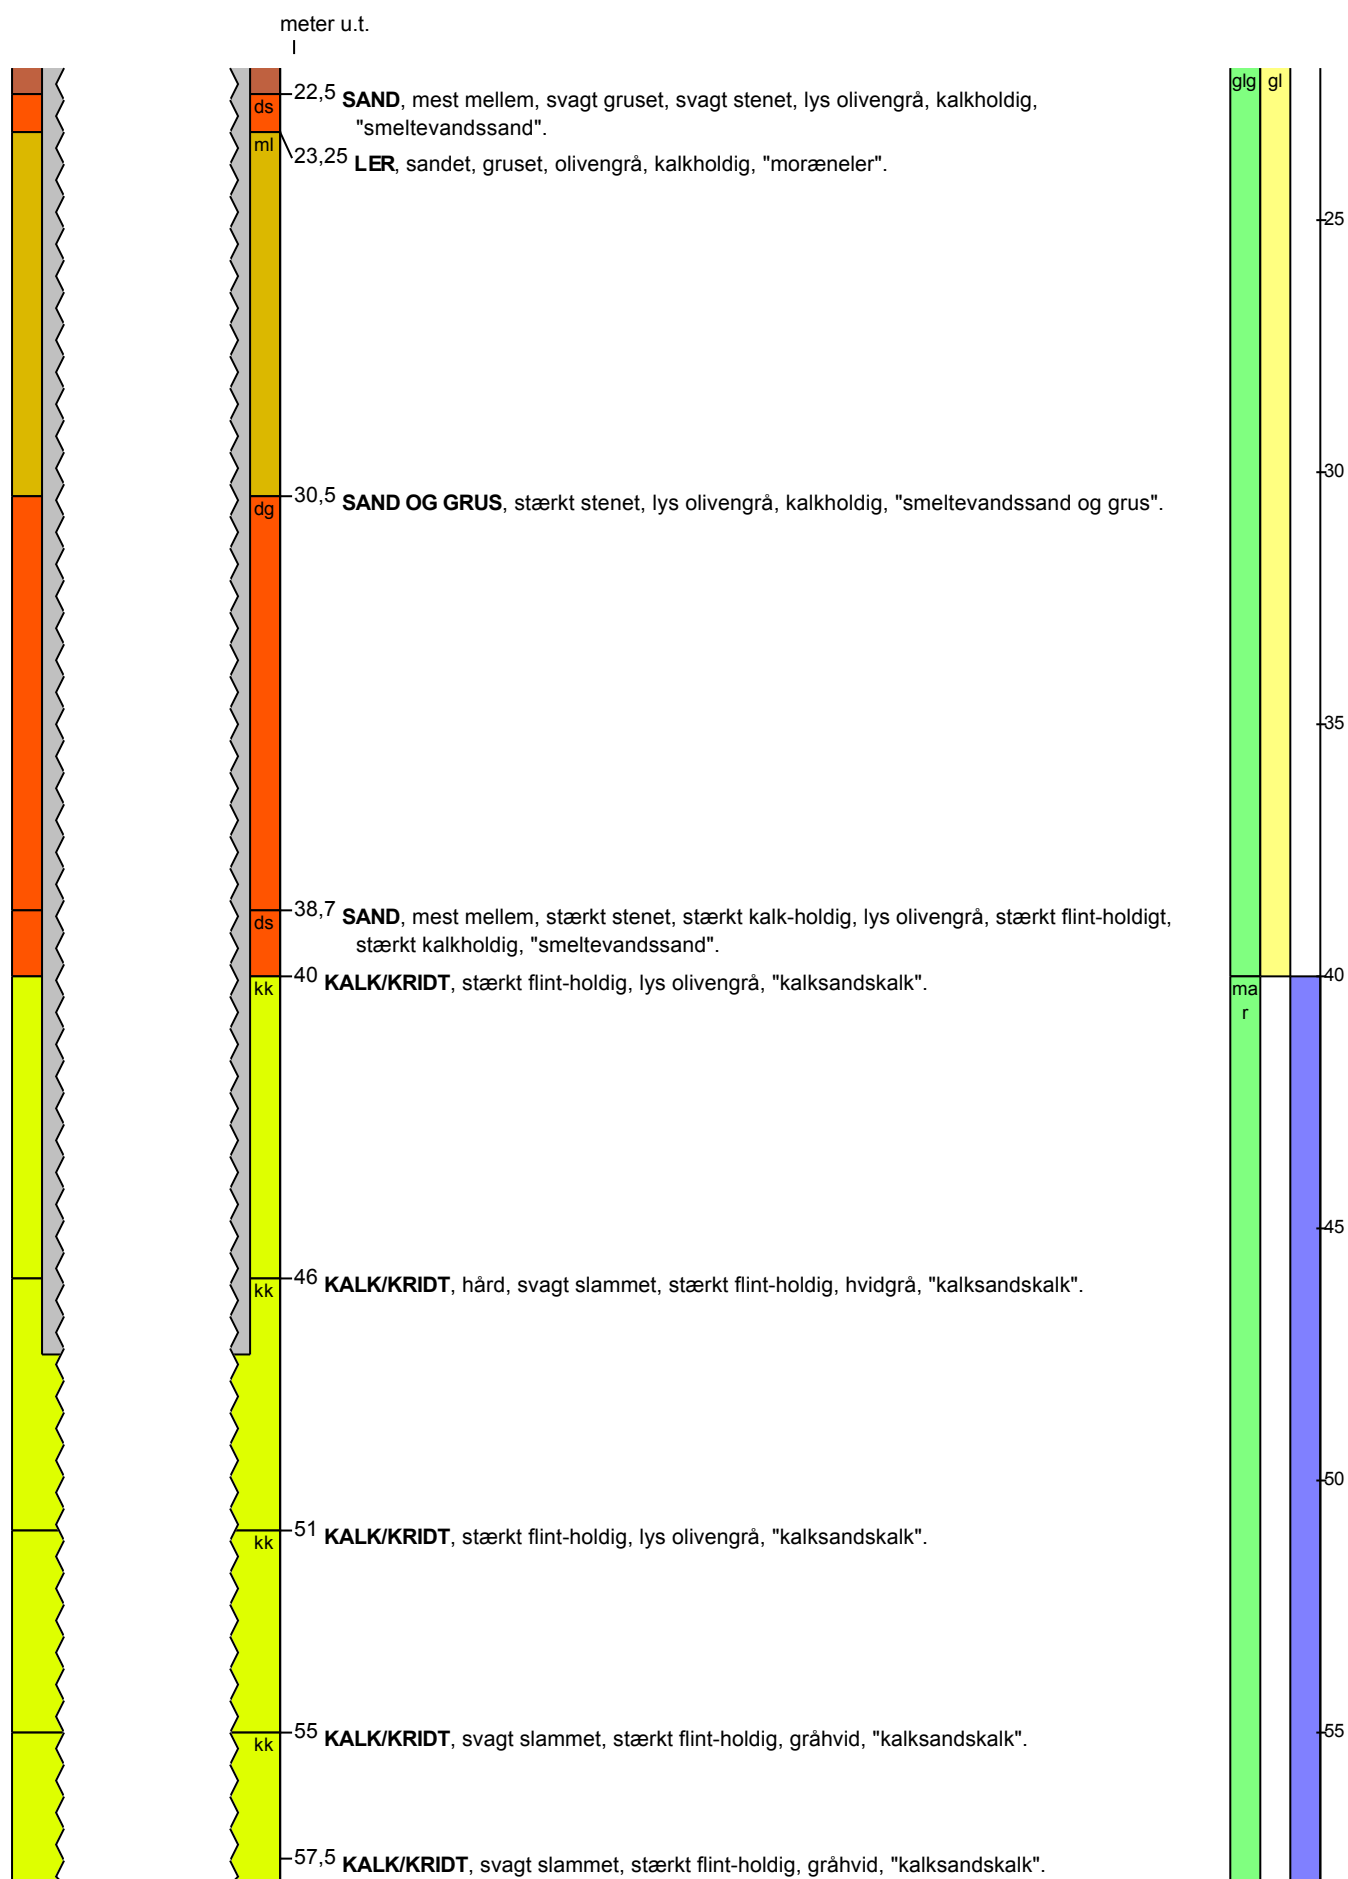 meter u.t.
glg gl
22,5 SAND, mest mellem, svagt gruset, svagt stenet, lys olivengrå, kalkholdig,
ds
"smeltevandssand".
ml
23,25 LER, sandet, gruset, olivengrå, kalkholdig, "moræneler".
25
30
30,5 SAND OG GRUS, stærkt stenet, lys olivengrå, kalkholdig, "smeltevandssand og grus".
dg
35
38,7 SAND, mest mellem, stærkt stenet, stærkt kalk-holdig, lys olivengrå, stærkt flint-holdigt,
ds
stærkt kalkholdig, "smeltevandssand".
40 KALK/KRIDT, stærkt flint-holdig, lys olivengrå, "kalksandskalk".
40
kk
ma
r
45
46 KALK/KRIDT, hård, svagt slammet, stærkt flint-holdig, hvidgrå, "kalksandskalk".
kk
50
51 KALK/KRIDT, stærkt flint-holdig, lys olivengrå, "kalksandskalk".
kk
55 KALK/KRIDT, svagt slammet, stærkt flint-holdig, gråhvid, "kalksandskalk".
55
kk
57,5 KALK/KRIDT, svagt slammet, stærkt flint-holdig, gråhvid, "kalksandskalk".